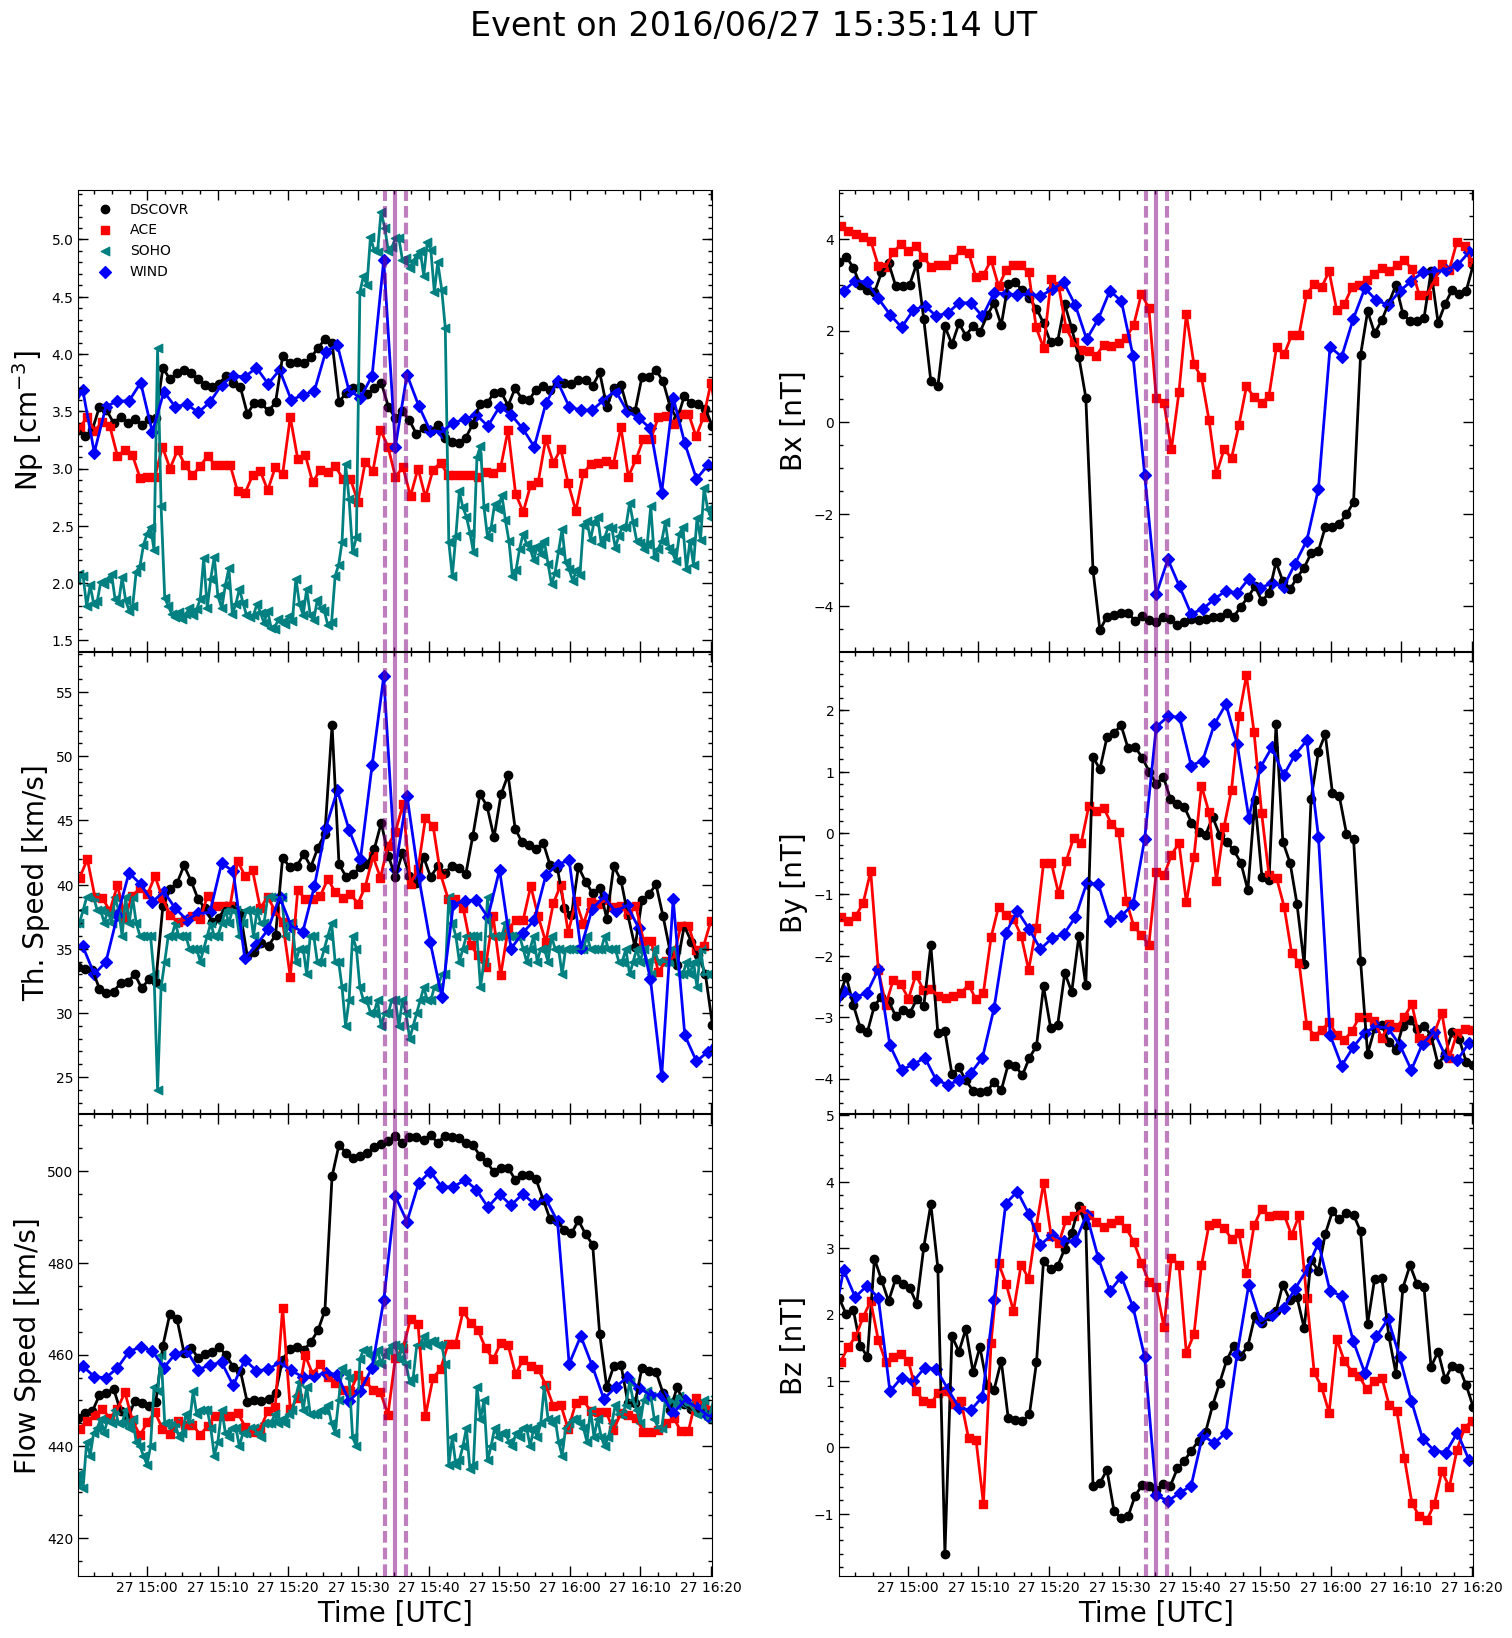 Event on 2016/06/27 15:35:14 UT
DSCOVR
ACE
SOHO
WIND
Np [cm⁻³]
5.0
4.5
4.0
3.5
3.0
2.5
2.0
1.5
Th. Speed [km/s]
55
50
45
40
35
30
25
Flow Speed [km/s]
500
480
460
440
420
27 15:00 27 15:10 27 15:20 27 15:30 27 15:40 27 15:50 27 16:00 27 16:10 27 16:20
Time [UTC]
Bx [nT]
4
2
0
−2
−4
By [nT]
2
1
0
−1
−2
−3
−4
Bz [nT]
5
4
3
2
1
0
−1
27 15:00 27 15:10 27 15:20 27 15:30 27 15:40 27 15:50 27 16:00 27 16:10 27 16:20
Time [UTC]